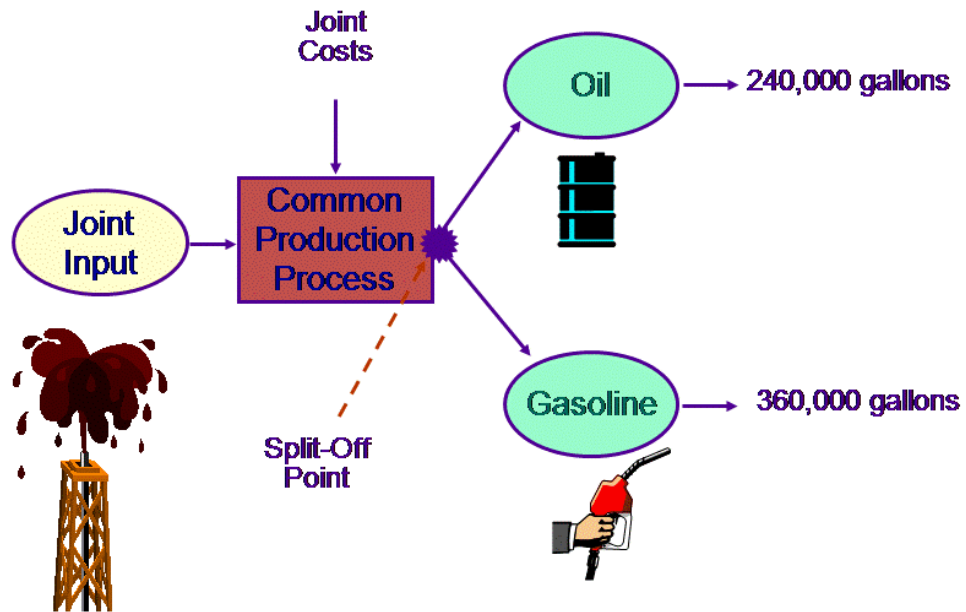 Joint
Costs
Oil
240,000 gallons
Common
Production
Process
Joint
Input
Gasoline
360,000 gallons
Split-Off
Point